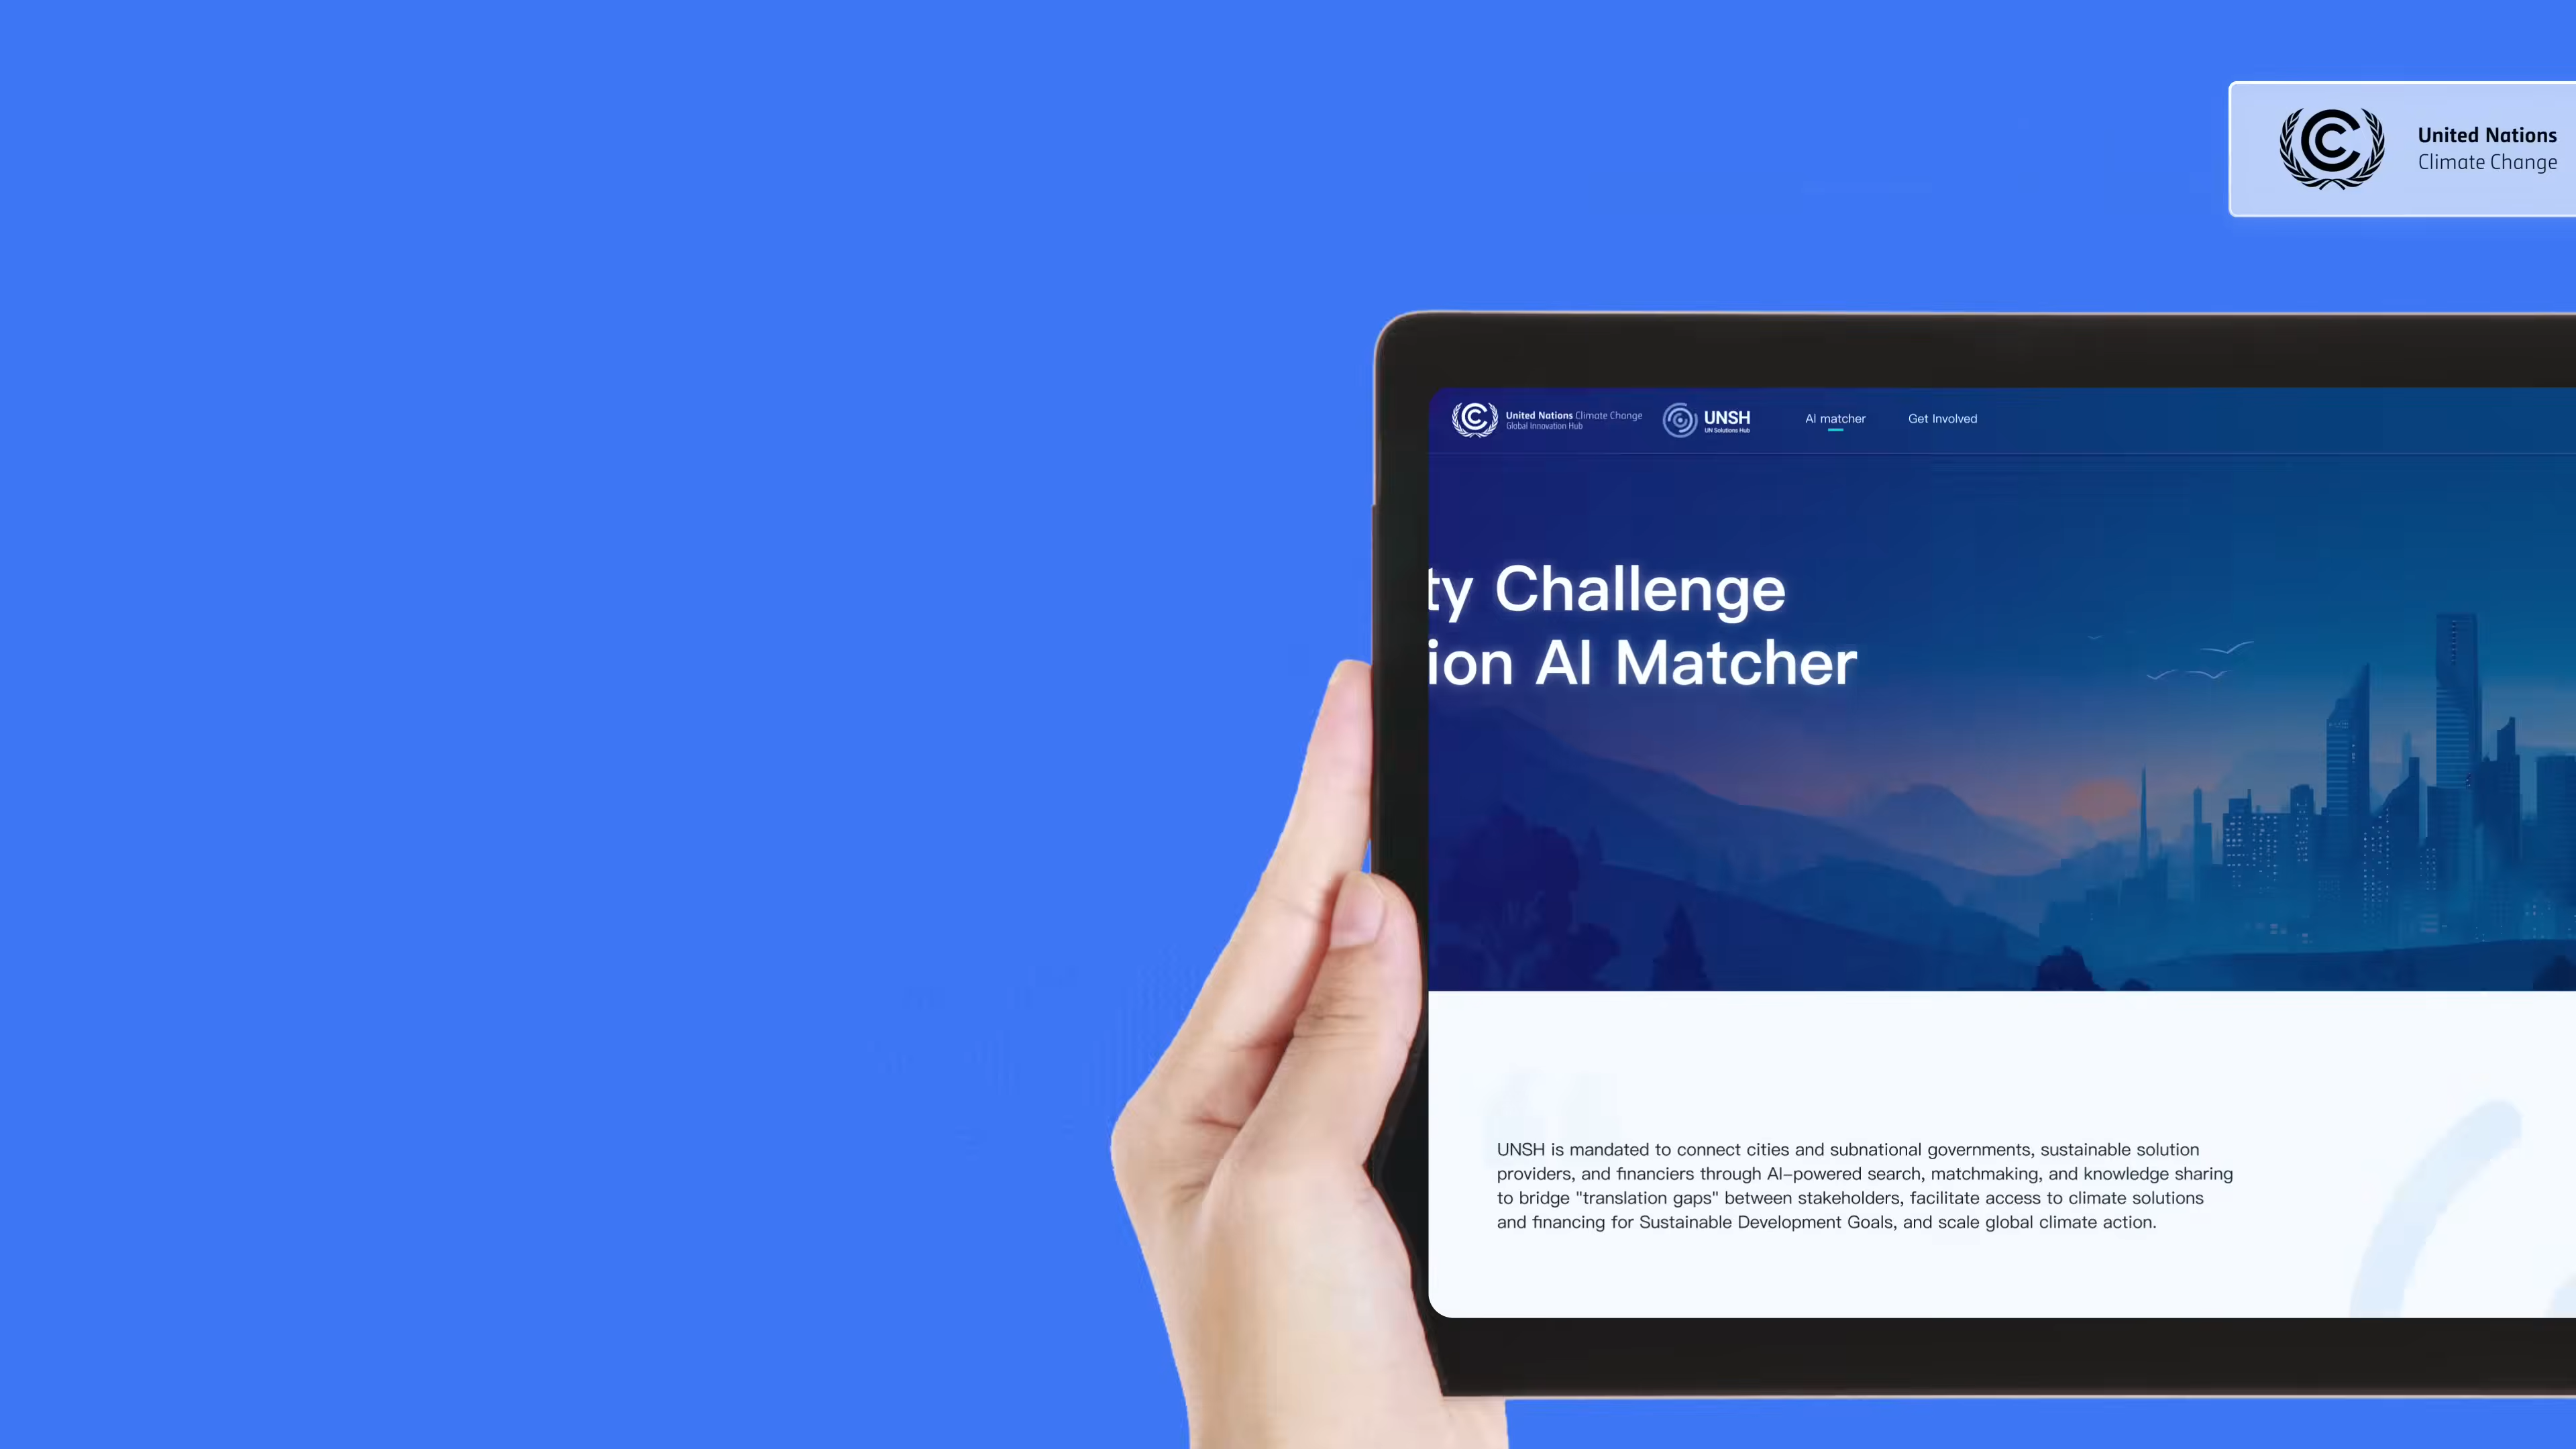 United Nations
Climate Change
United Nations Climate Change
Global Innovation Hub
UNSH
UN Solutions Hub
AI matcher
Get Involved
ty Challenge
ion AI Matcher
UNSH is mandated to connect cities and subnational governments, sustainable solution
providers, and financiers through AI-powered search, matchmaking, and knowledge sharing
to bridge "translation gaps" between stakeholders, facilitate access to climate solutions
and financing for Sustainable Development Goals, and scale global climate action.